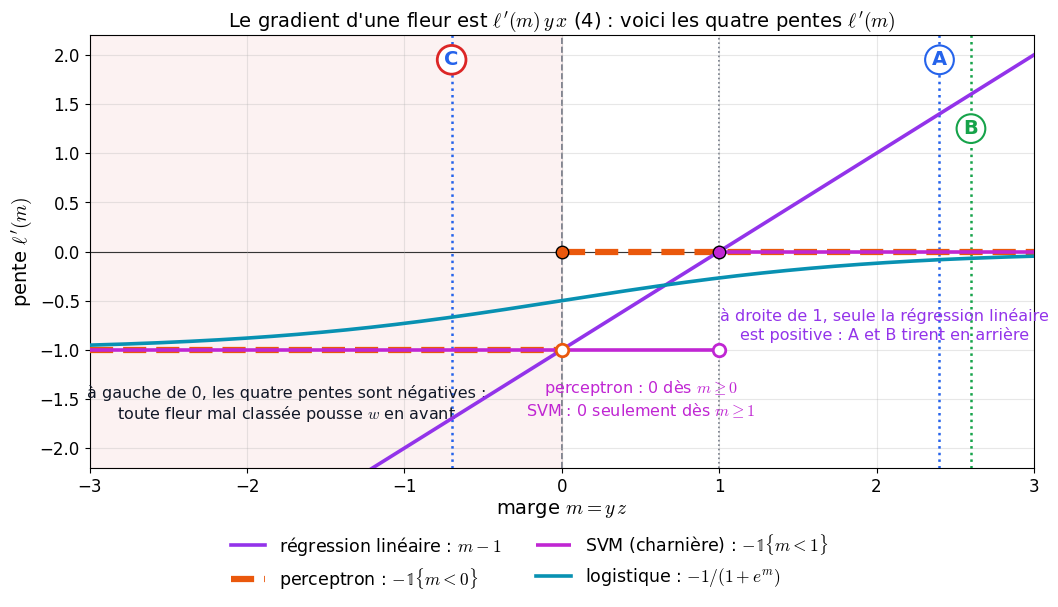 Le gradient d'une fleur est ℓ′(m) y x (4) : voici les quatre pentes ℓ′(m)
C
A
B
pente ℓ′(m)
2.0
1.5
1.0
0.5
0.0
−0.5
−1.0
−1.5
−2.0
à droite de 1, seule la régression linéaire
est positive : A et B tirent en arrière
à gauche de 0, les quatre pentes sont négatives :
toute fleur mal classée pousse w en avant
perceptron : 0 dès m ≥ 0
SVM : 0 seulement dès m ≥ 1
−3
−2
−1
0
1
2
3
marge m = y z
régression linéaire : m − 1
perceptron : −𝟙{m < 0}
SVM (charnière) : −𝟙{m < 1}
logistique : −1/(1 + e^m)